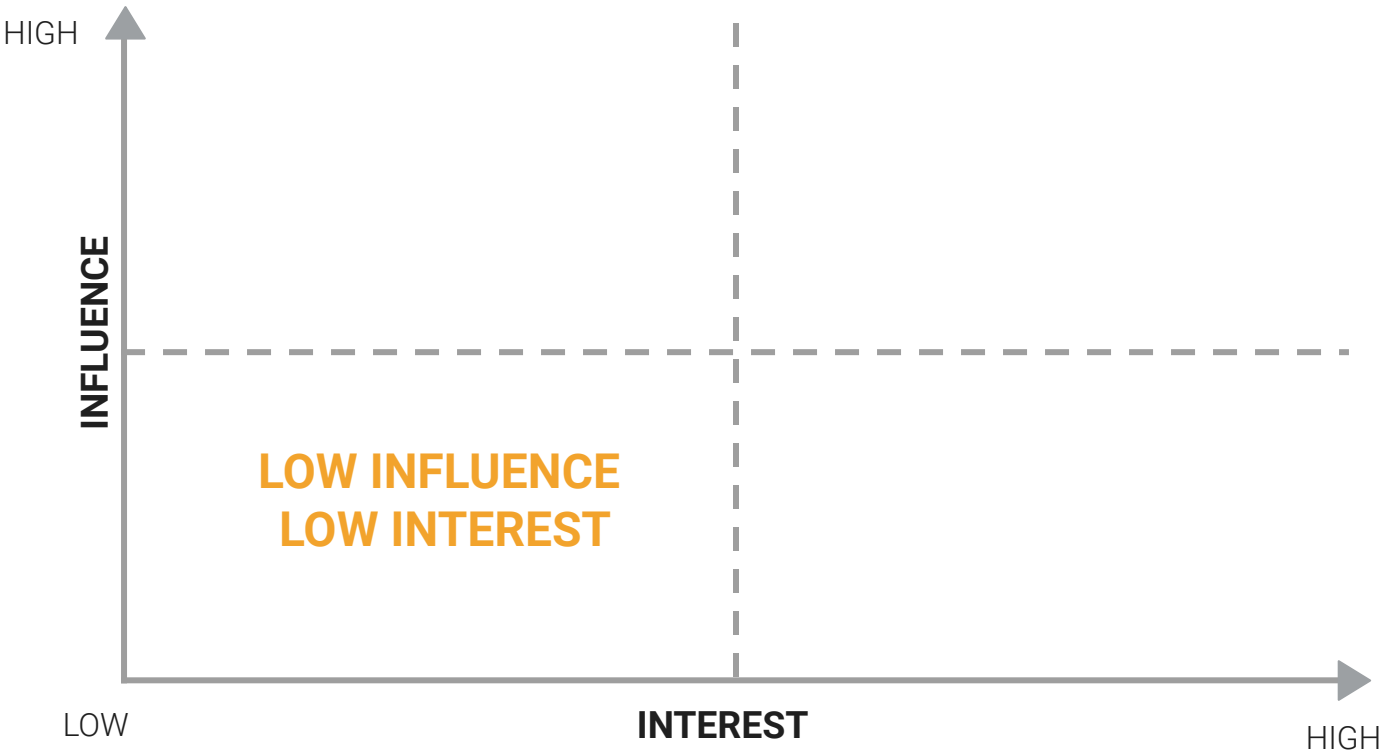 HIGH
INFLUENCE
LOW INFLUENCE
LOW INTEREST
LOW
INTEREST
HIGH